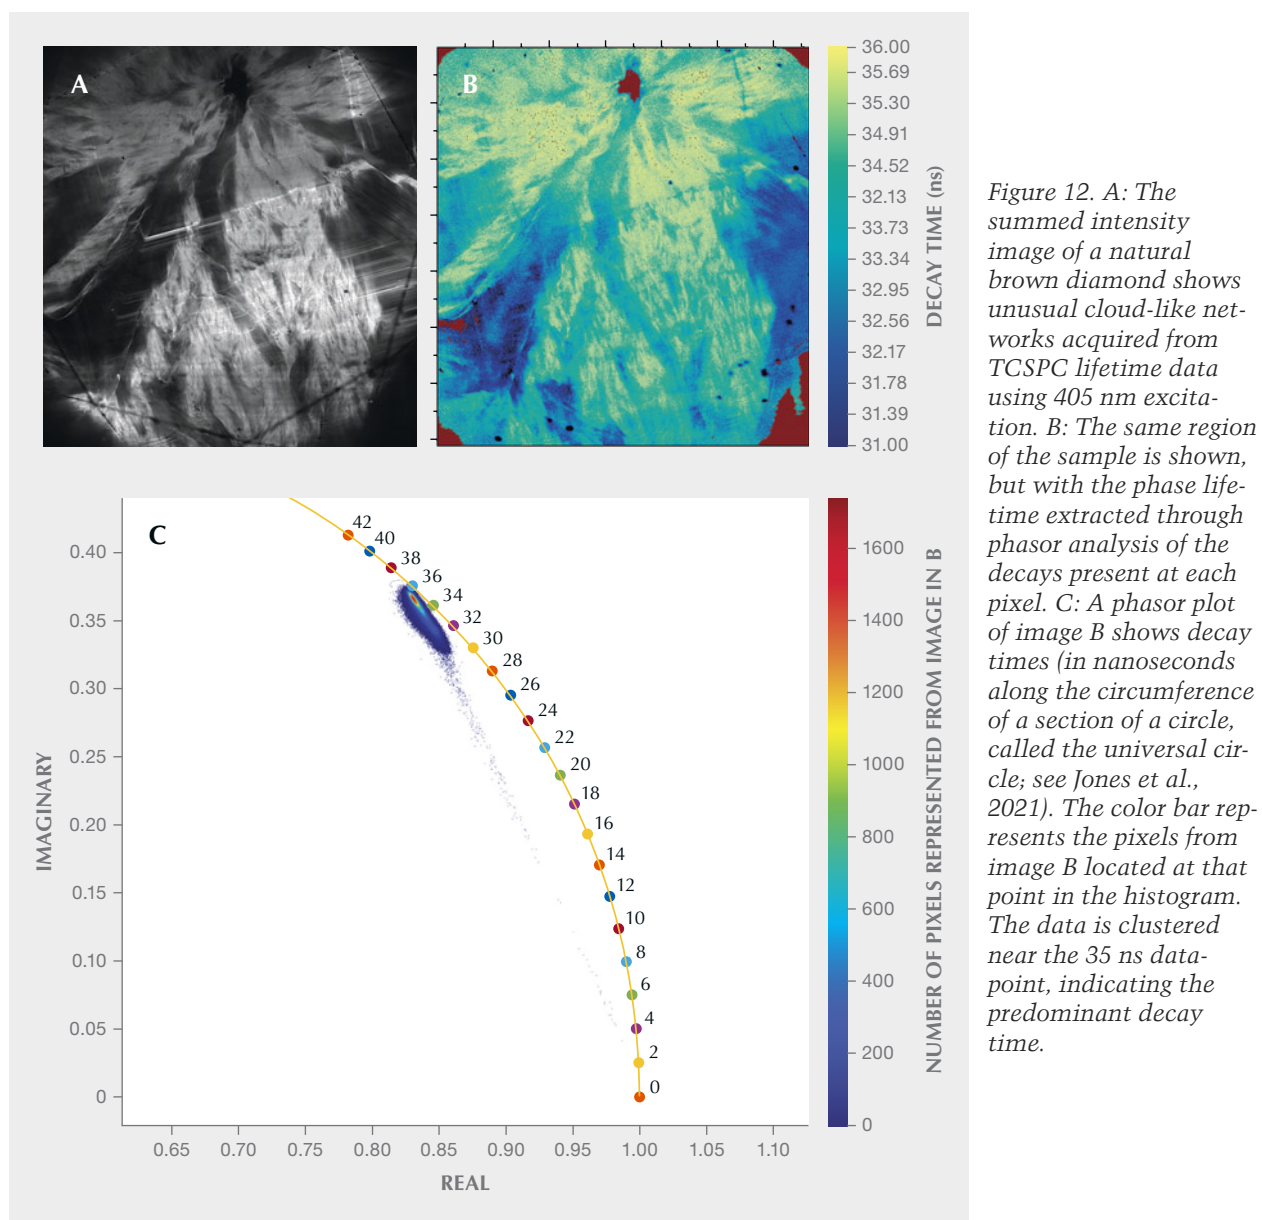 A
B
36.00
35.69
35.30
34.91
34.52
32.13
33.73
33.34
32.95
32.56
32.17
31.78
31.39
31.00
DECAY TIME (ns)
C
0.40
0.35
0.30
0.25
0.20
0.15
0.10
0.05
0
IMAGINARY
42
40
38
36
34
32
30
28
26
24
22
20
18
16
14
12
10
8
6
4
2
0
0.65
0.70
0.75
0.80
0.85
0.90
0.95
1.00
1.05
1.10
REAL
1600
1400
1200
1000
800
600
400
200
0
NUMBER OF PIXELS REPRESENTED FROM IMAGE IN B
Figure 12. A: The
summed intensity
image of a natural
brown diamond shows
unusual cloud-like net-
works acquired from
TCSPC lifetime data
using 405 nm excita-
tion. B: The same region
of the sample is shown,
but with the phase life-
time extracted through
phasor analysis of the
decays present at each
pixel. C: A phasor plot
of image B shows decay
times (in nanoseconds
along the circumference
of a section of a circle,
called the universal cir-
cle; see Jones et al.,
2021). The color bar rep-
resents the pixels from
image B located at that
point in the histogram.
The data is clustered
near the 35 ns data-
point, indicating the
predominant decay
time.